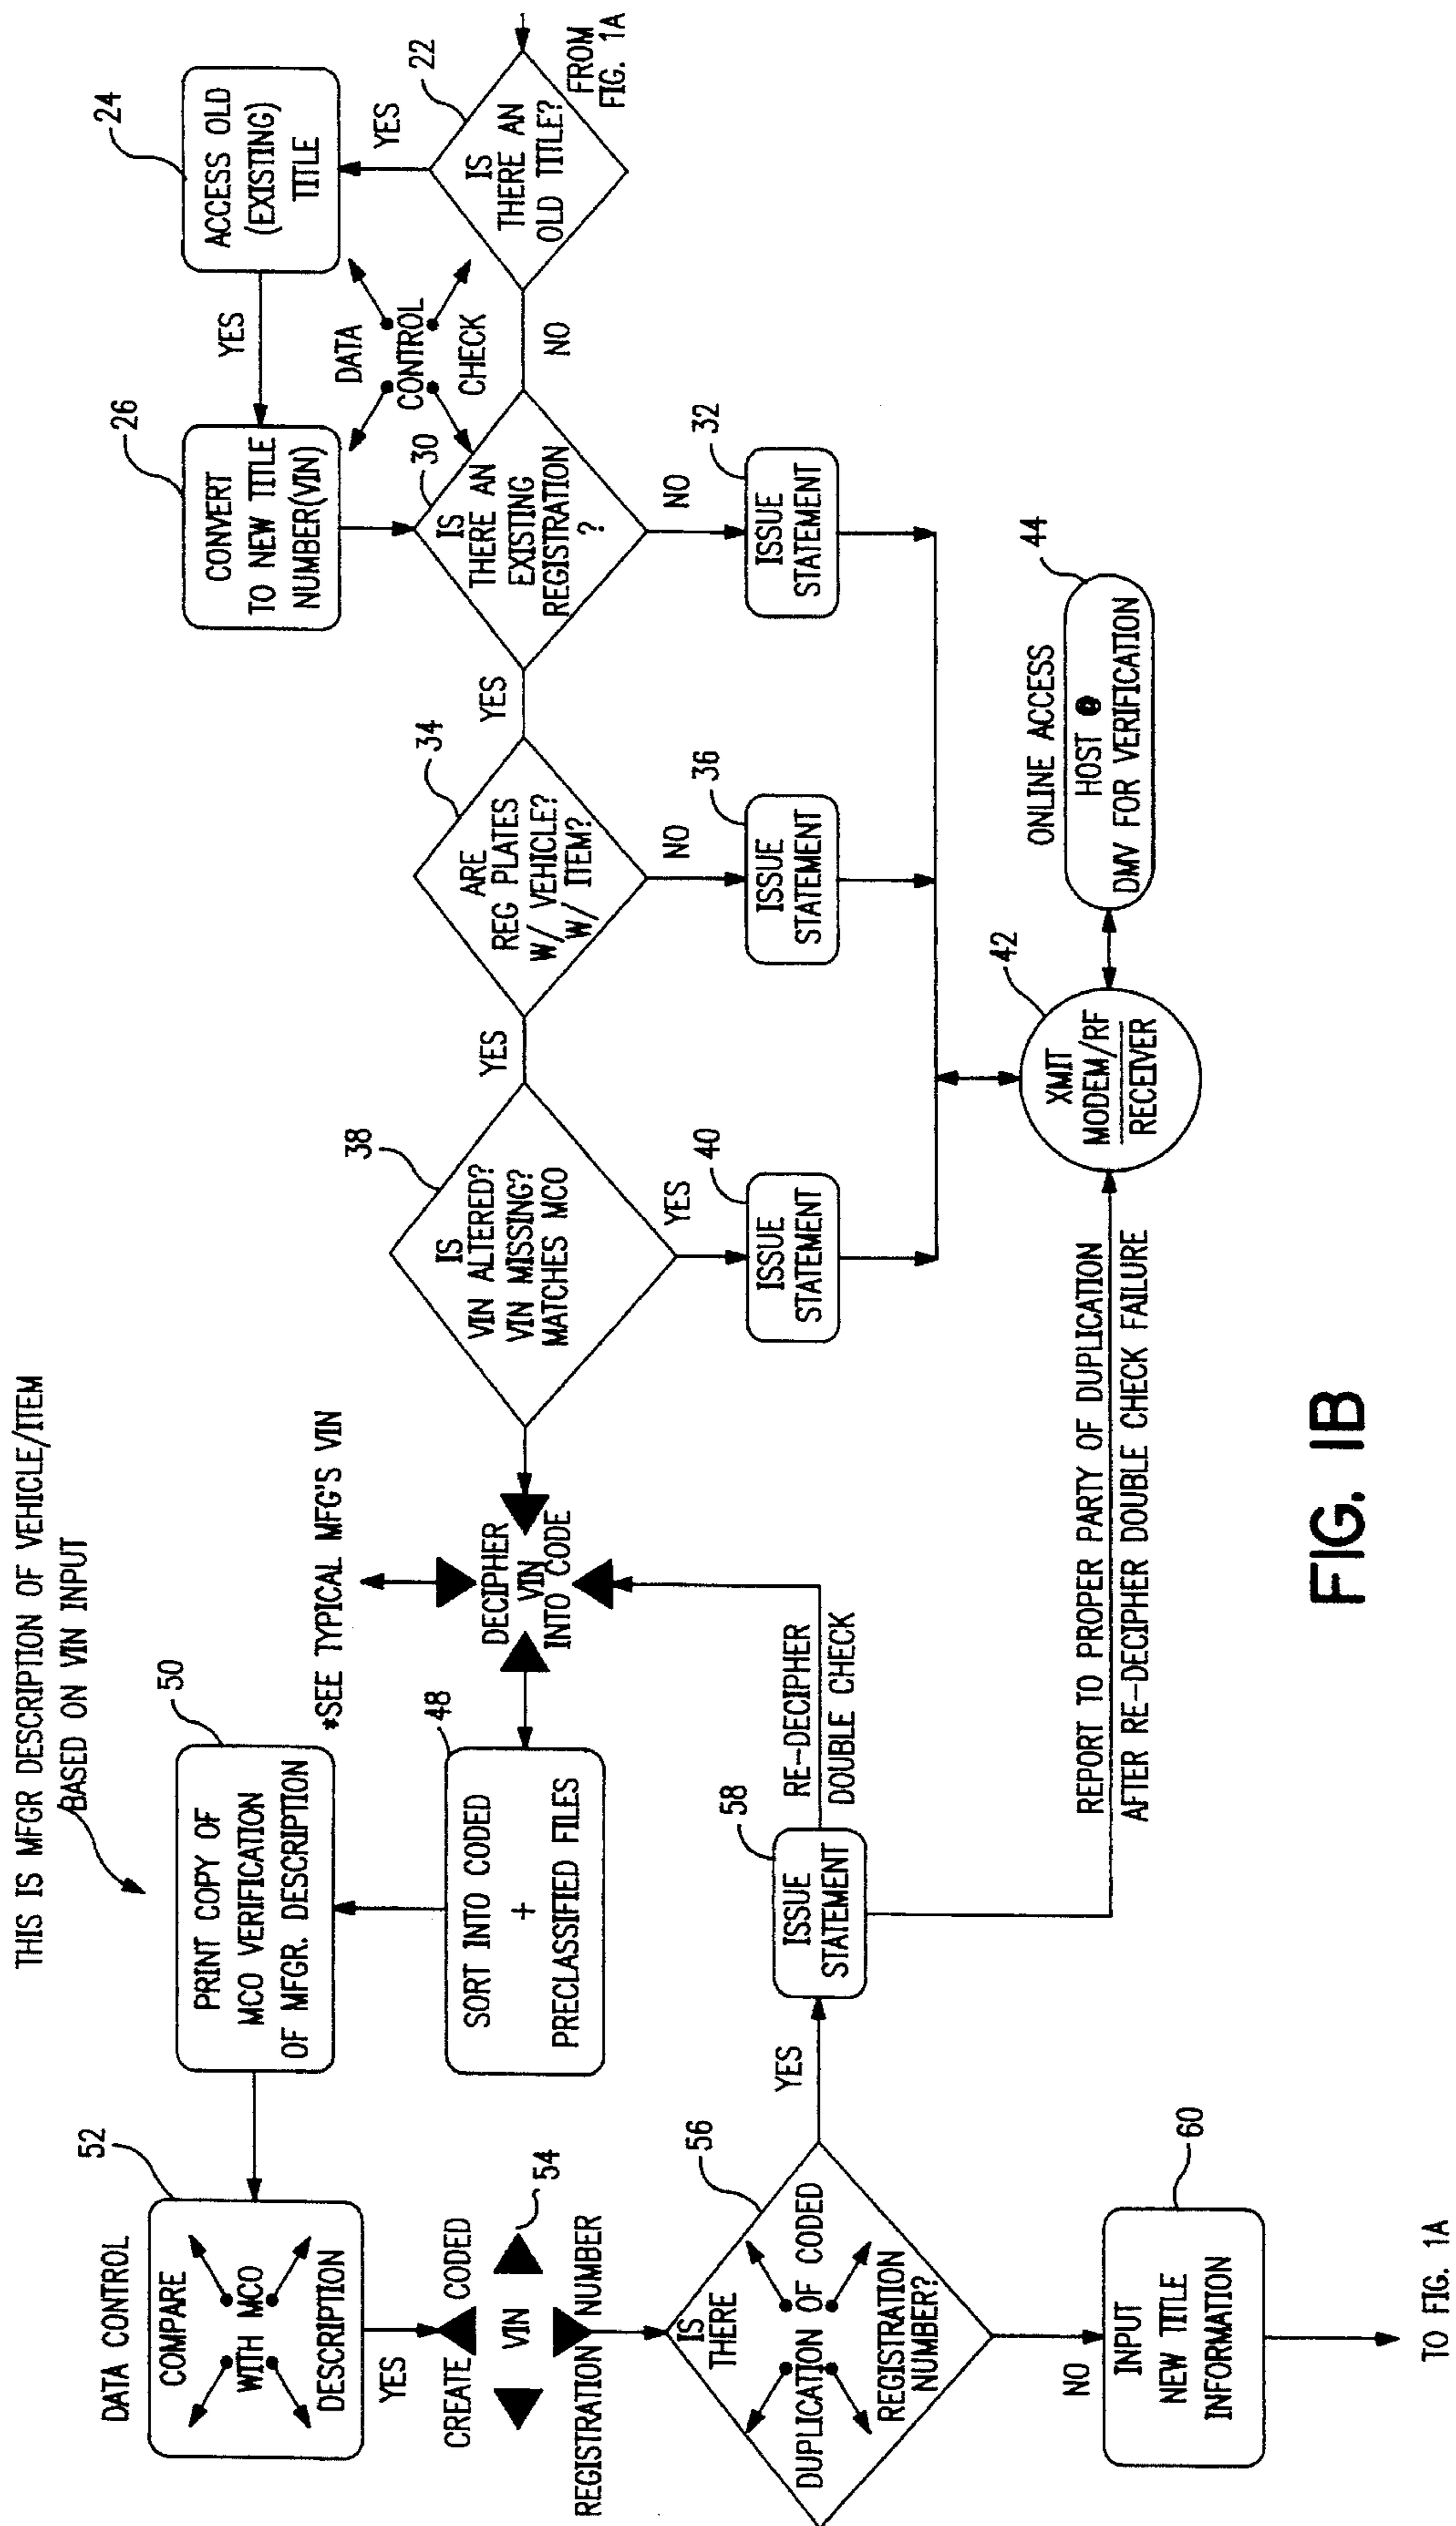 THIS IS MFGR DESCRIPTION OF VEHICLE/ITEM
BASED ON VIN INPUT
DATA CONTROL
52
COMPARE
WITH MCO
DESCRIPTION
50
PRINT COPY OF
MCO VERIFICATION
OF MFGR. DESCRIPTION
*SEE TYPICAL MFG'S VIN
26
CONVERT
TO NEW TITLE
NUMBER(VIN)
YES
24
ACCESS OLD
(EXISTING)
TITLE
DATA
CONTROL
CHECK
YES
YES
CREATE CODED
VIN
REGISTRATION NUMBER
54
48
SORT INTO CODED
+
PRECLASSIFIED FILES
DECIPHER
VIN
INTO CODE
38
IS
VIN ALTERED?
VIN MISSING?
MATCHES MCO
YES
34
ARE
REG PLATES
W/ VEHICLE?
W/ ITEM?
YES
30
IS
THERE AN
EXISTING
REGISTRATION
?
NO
22
IS
THERE AN
OLD TITLE?
FROM
FIG. 1A
56
IS
THERE
DUPLICATION OF CODED
REGISTRATION
NUMBER?
YES
58
ISSUE
STATEMENT
RE-DECIPHER
DOUBLE CHECK
YES
40
ISSUE
STATEMENT
NO
36
ISSUE
STATEMENT
NO
32
ISSUE
STATEMENT
NO
60
INPUT
NEW TITLE
INFORMATION
REPORT TO PROPER PARTY OF DUPLICATION
AFTER RE-DECIPHER DOUBLE CHECK FAILURE
42
XMIT
MODEM/RF
RECEIVER
ONLINE ACCESS
44
HOST @
DMV FOR VERIFICATION
TO FIG. 1A
FIG. 1B